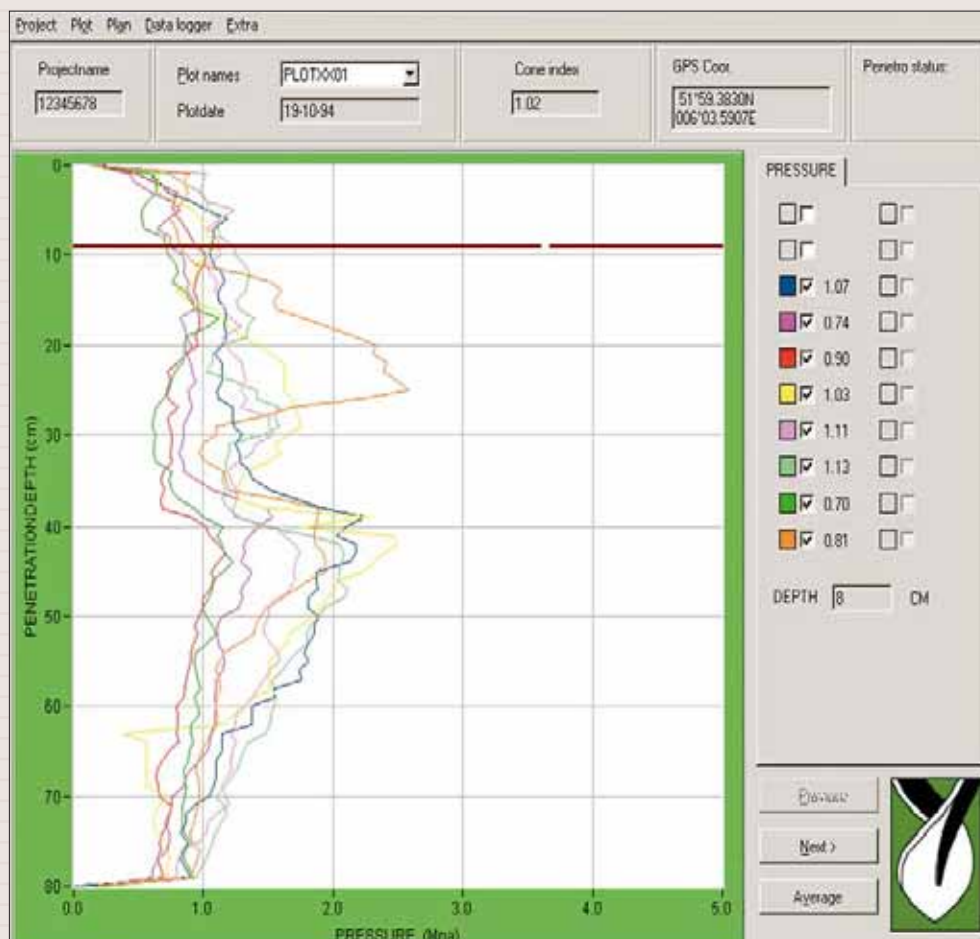 Project Plot Plan Data logger Extra
Projectname
12345678
Plot names PLOTXX01
Plotdate 19-10-94
Cone index
1.02
GPS Coor.
51°59.3830N
006°03.5907E
Penetro status:
PRESSURE
1.07
0.74
0.90
1.03
1.11
1.13
0.70
0.81
DEPTH 8 CM
Next >
Average
PENETRATIONDEPTH (cm)
0
10
20
30
40
50
60
70
80
0.0 1.0 2.0 3.0 4.0 5.0
PRESSURE (Mpa)